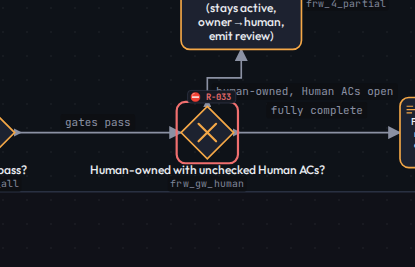 (stays active,
owner→human,
emit review)
frw_4_partial
R-033
human-owned, Human ACs open
gates pass
fully complete
pass?
Human-owned with unchecked Human ACs?
frw_gw_human